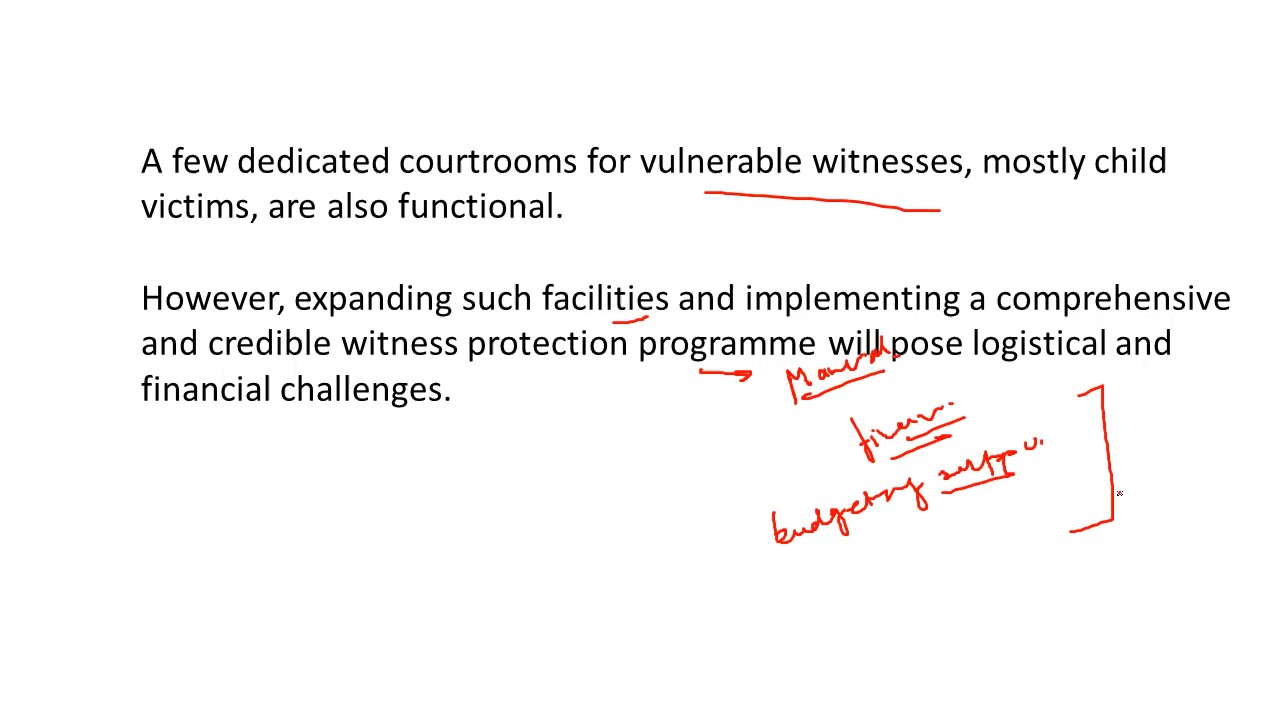 A few dedicated courtrooms for vulnerable witnesses, mostly child
victims, are also functional.
However, expanding such facilities and implementing a comprehensive
and credible witness protection programme will pose logistical and
financial challenges.
budgeting